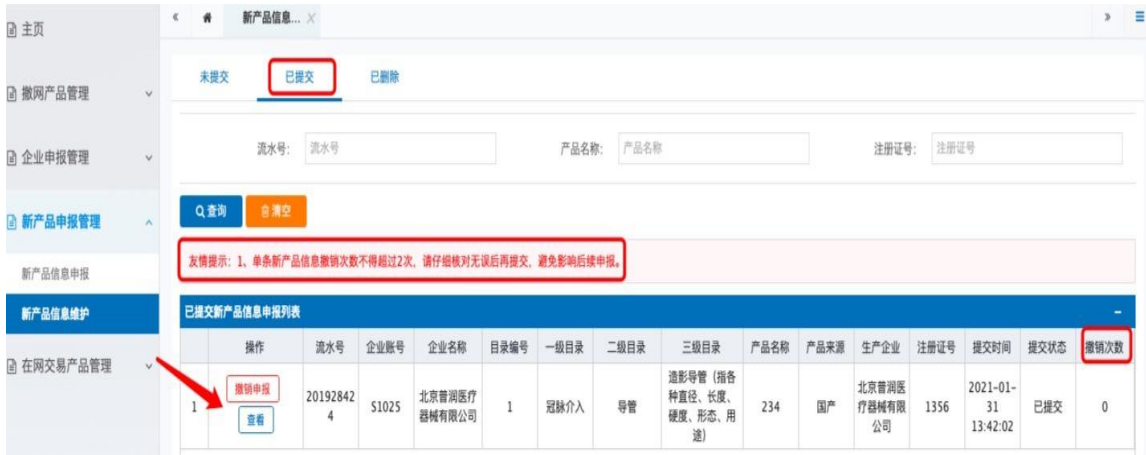 主页
撤网产品管理
企业申报管理
新产品申报管理
新产品信息申报
新产品信息维护
在网交易产品管理
新产品信息...
未提交 已提交 已删除
流水号: 流水号 产品名称: 产品名称 注册证号: 注册证号
查询 清空
友情提示: 1、单条新产品信息撤销次数不得超过2次, 请仔细核对无误后再提交, 避免影响后续申报。
已提交新产品信息申报列表
操作 流水号 企业账号 企业名称 目录编号 一级目录 二级目录 三级目录 产品名称 产品来源 生产企业 注册证号 提交时间 提交状态 撤销次数
1
撤销申报
查看
20192842
4
S1025
北京普润医疗
器械有限公司
1
冠脉介入
导管
造影导管 (指各
种直径、长度、
硬度、形态、用
途)
234
国产
北京普润医
疗器械有限
公司
1356
2021-01-
31
13:42:02
已提交
0